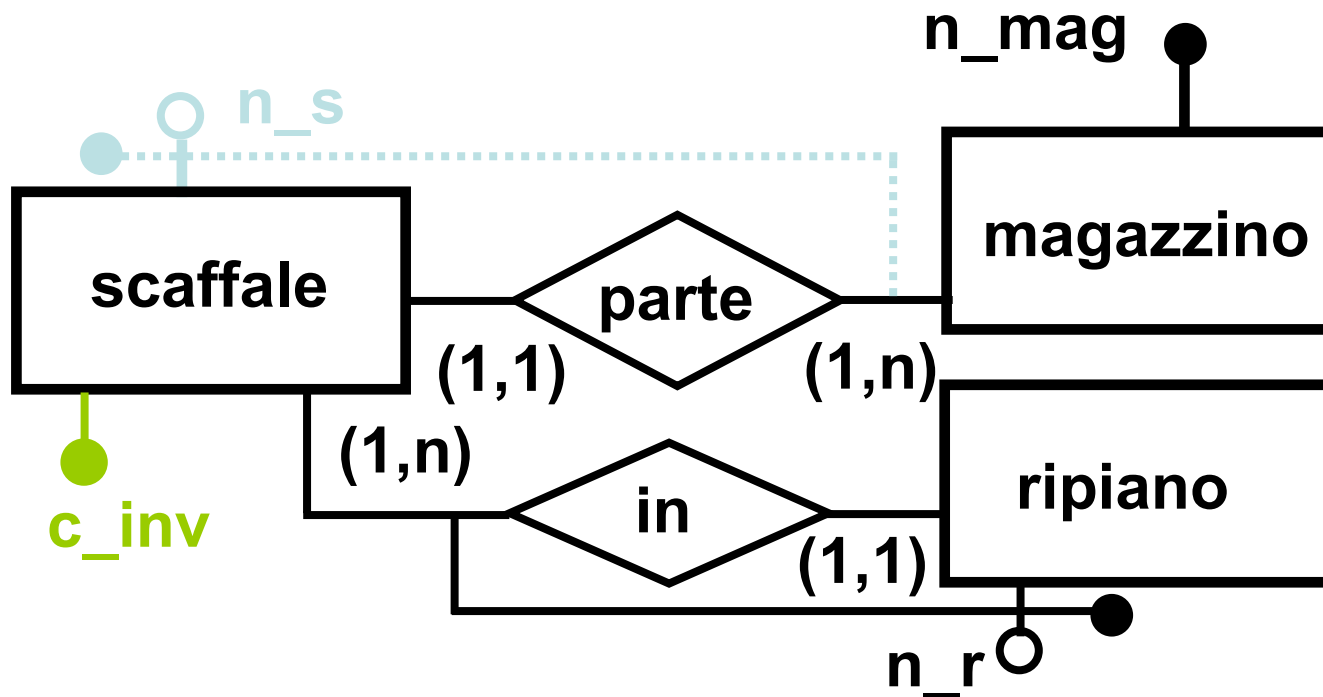 n_mag
n_s
magazzino
scaffale
parte
(1,1)
(1,n)
(1,n)
ripiano
in
c_inv
(1,1)
n_r